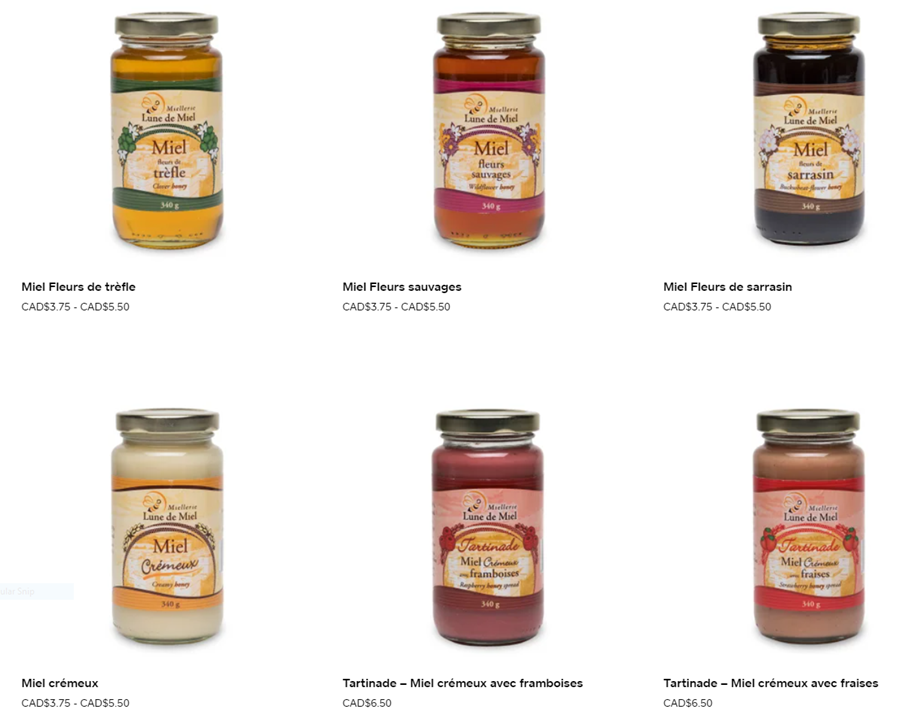 Miellerie
Lune de Miel
Miel
fleurs de
trèfle
Clover honey
340 g
Miellerie
Lune de Miel
Miel
fleurs
sauvages
Wildflower honey
340 g
Miellerie
Lune de Miel
Miel
fleurs de
sarrasin
Buckwheat flower honey
340 g
Miel Fleurs de trèfle
CAD$3.75 - CAD$5.50
Miel Fleurs sauvages
CAD$3.75 - CAD$5.50
Miel Fleurs de sarrasin
CAD$3.75 - CAD$5.50
Miellerie
Lune de Miel
Miel
Crémeux
Creamy honey
340 g
Miellerie
Lune de Miel
Tartinade
Miel Crémeux
avec framboises
Raspberry honey spread
340 g
Miellerie
Lune de Miel
Tartinade
Miel Crémeux
avec fraises
Strawberry honey spread
340 g
Miel crémeux
CAD$3.75 - CAD$5.50
Tartinade – Miel crémeux avec framboises
CAD$6.50
Tartinade – Miel crémeux avec fraises
CAD$6.50